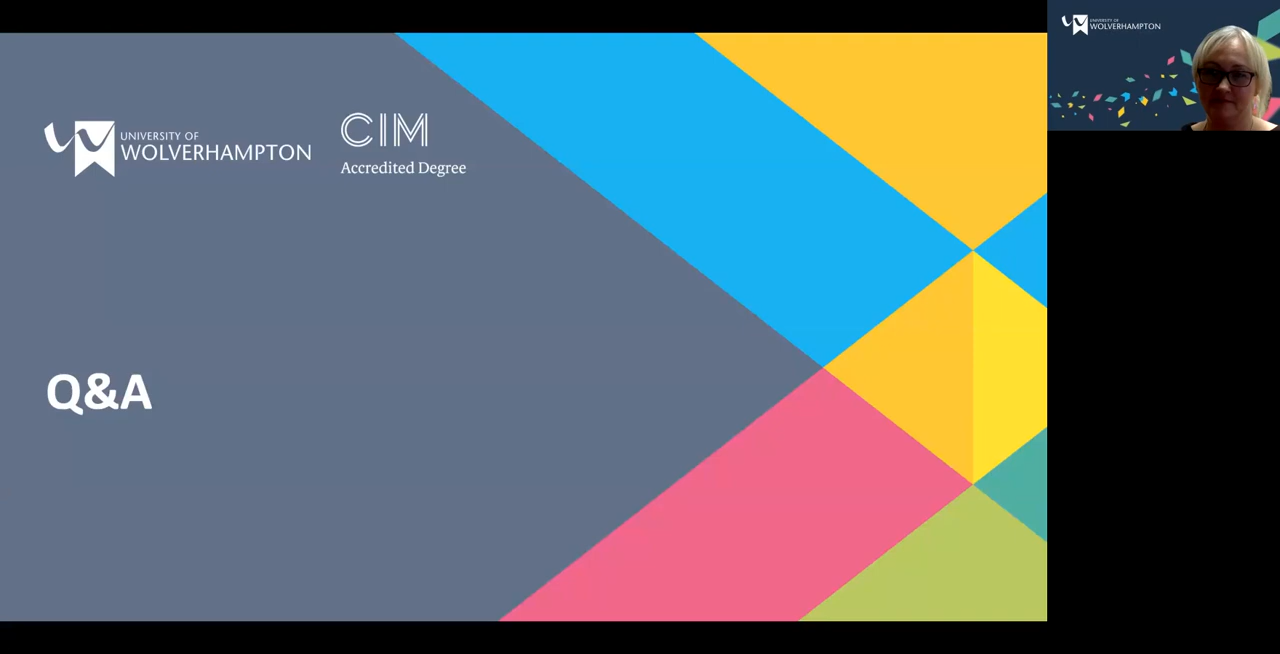 UNIVERSITY OF
WOLVERHAMPTON
CIM
Accredited Degree
Q&A
UNIVERSITY OF
WOLVERHAMPTON